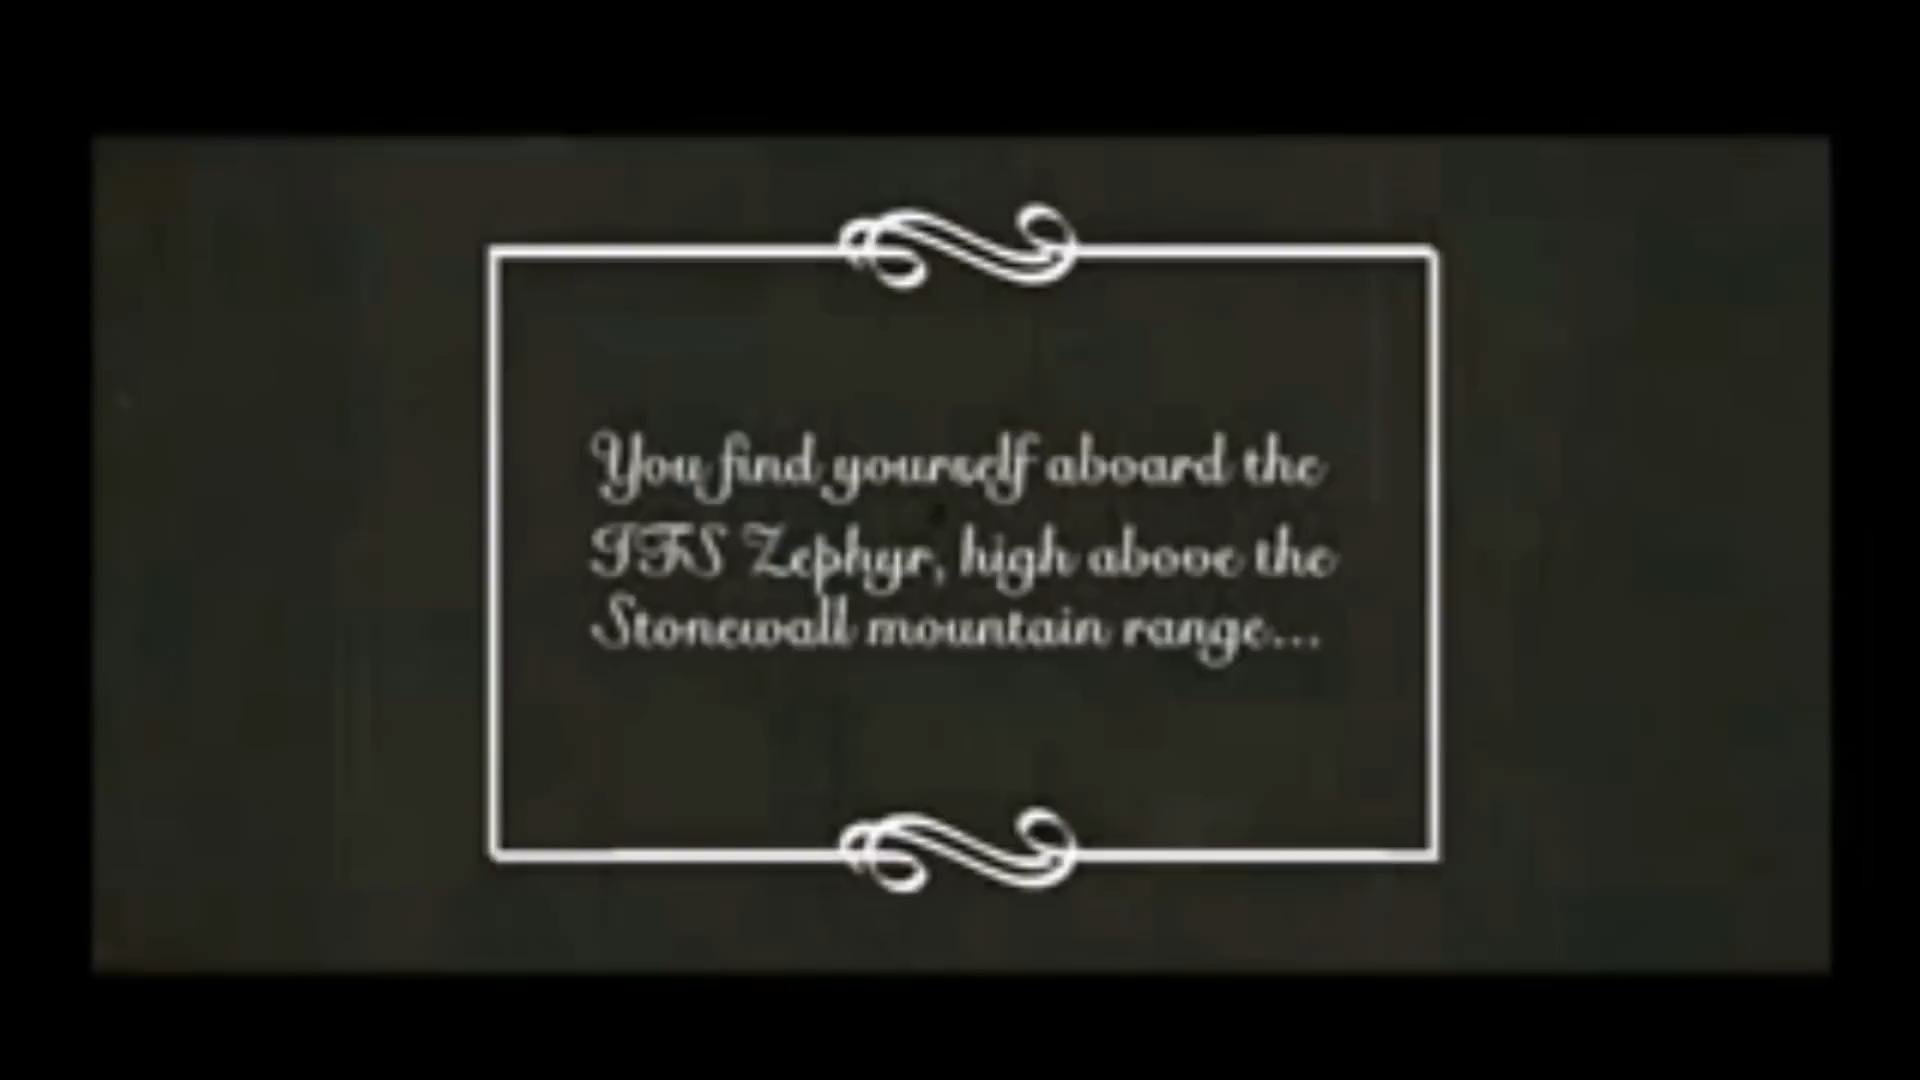 You find yourself aboard the
IFS Zephyr, high above the
Stonewall mountain range...